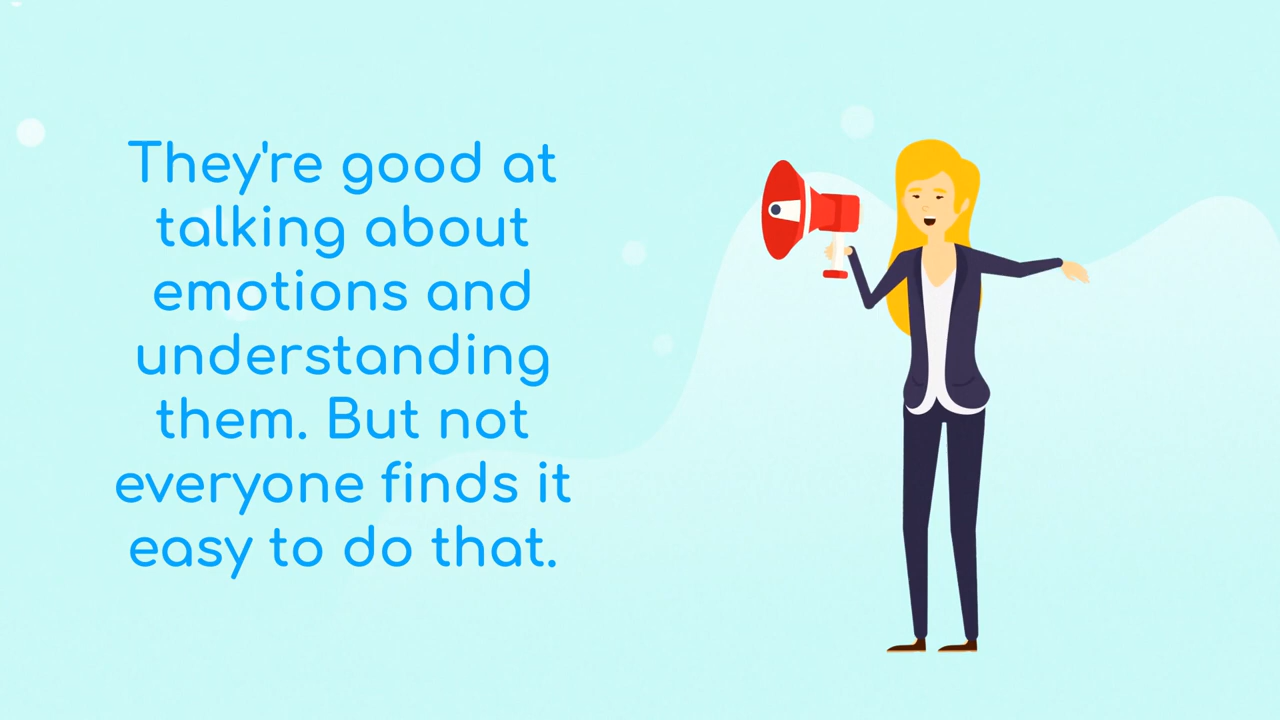 They're good at
talking about
emotions and
understanding
them. But not
everyone finds it
easy to do that.